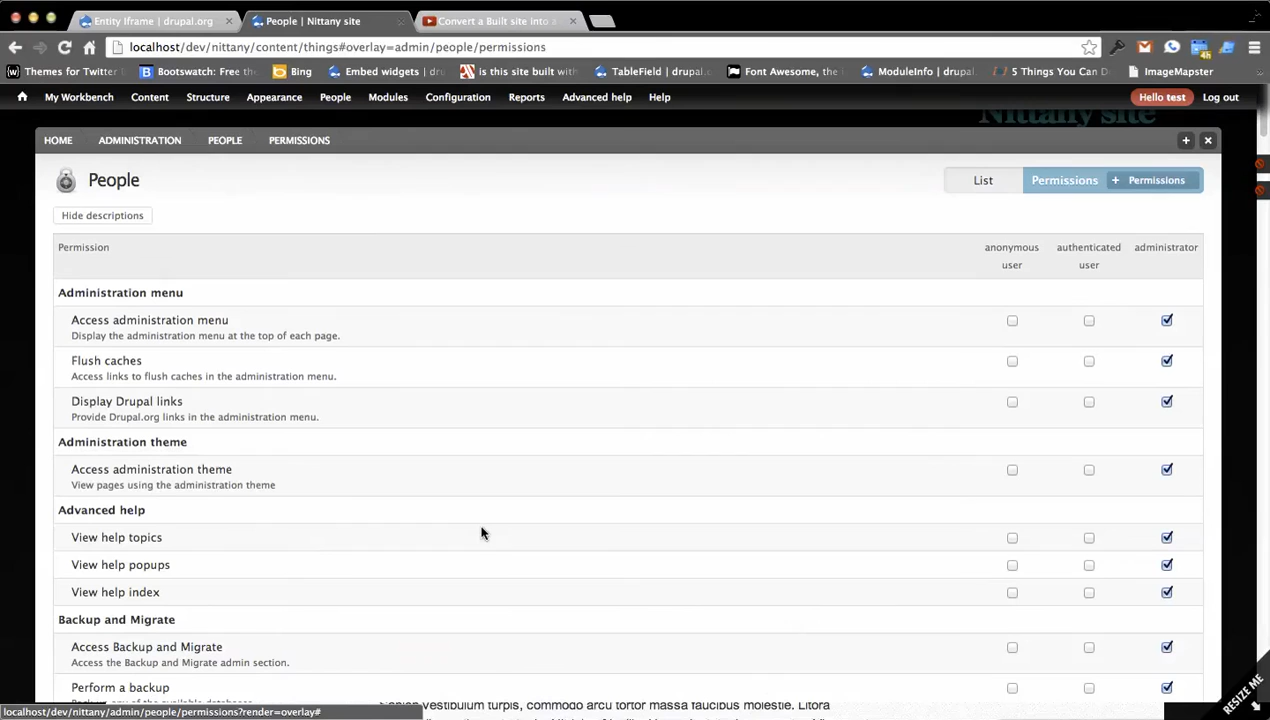 Entity Iframe | drupal.org
People | Nittany site
Convert a Built site into a
localhost/dev/nittany/content/things#overlay=admin/people/permissions
Themes for Twitter
Bootswatch: Free the
Bing
Embed widgets | dru
is this site built with
TableField | drupal.o
Font Awesome, the
ModuleInfo | drupal
5 Things You Can D
ImageMapster
My Workbench
Content
Structure
Appearance
People
Modules
Configuration
Reports
Advanced help
Help
Hello test
Log out
Nittany site
HOME
ADMINISTRATION
PEOPLE
PERMISSIONS
People
List
Permissions
+ Permissions
Hide descriptions
Permission
anonymous
user
authenticated
user
administrator
Administration menu
Access administration menu
Display the administration menu at the top of each page.
Flush caches
Access links to flush caches in the administration menu.
Display Drupal links
Provide Drupal.org links in the administration menu.
Administration theme
Access administration theme
View pages using the administration theme
Advanced help
View help topics
View help popups
View help index
Backup and Migrate
Access Backup and Migrate
Access the Backup and Migrate admin section.
Perform a backup
vestibulum turpis, commodo arcu tortor massa faucibus molestie. Litora
localhost/dev/nittany/admin/people/permissions?render=overlay#
RESIZE ME